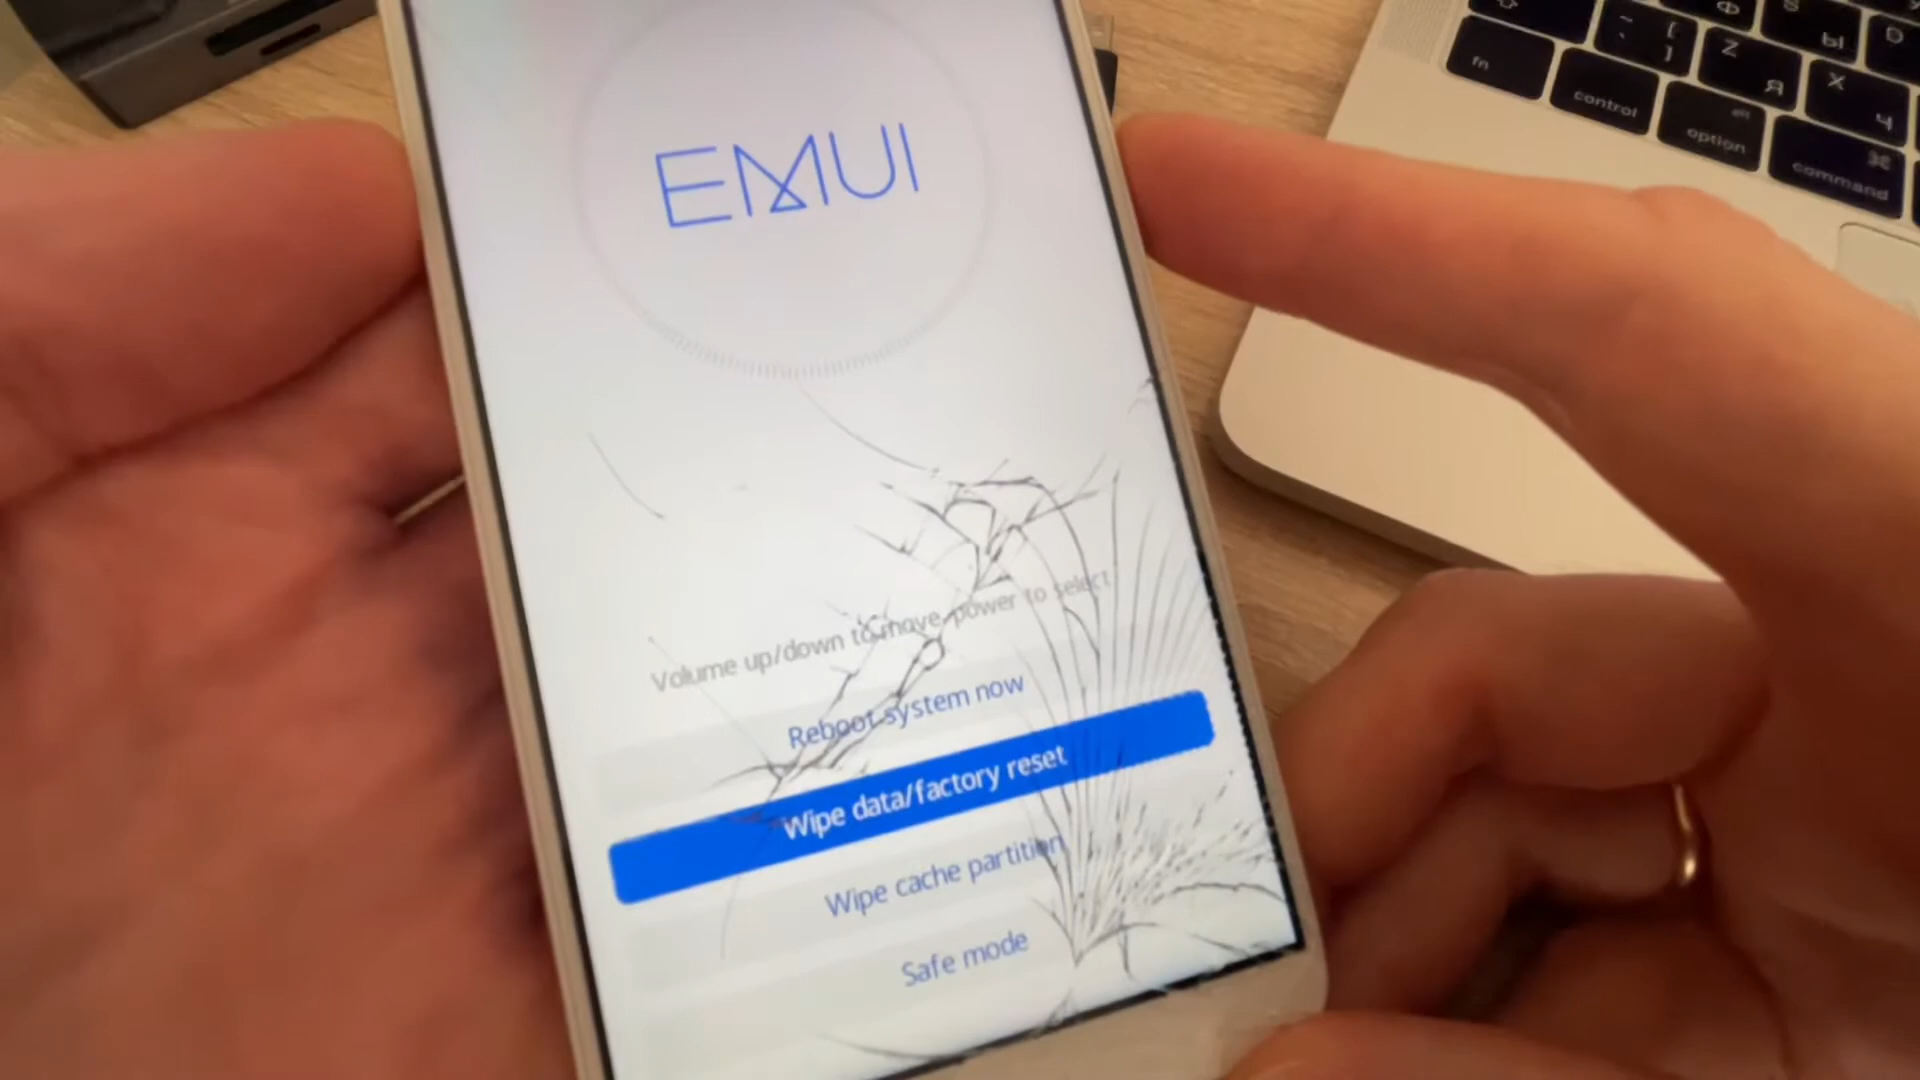 EMUI
Volume up/down to move, power to select
Reboot system now
Wipe data/factory reset
Wipe cache partition
Safe mode
fn
control
alt
option
⌘
command
~ [
` ]
Z Я
X Ч
Ф
S Ы
D